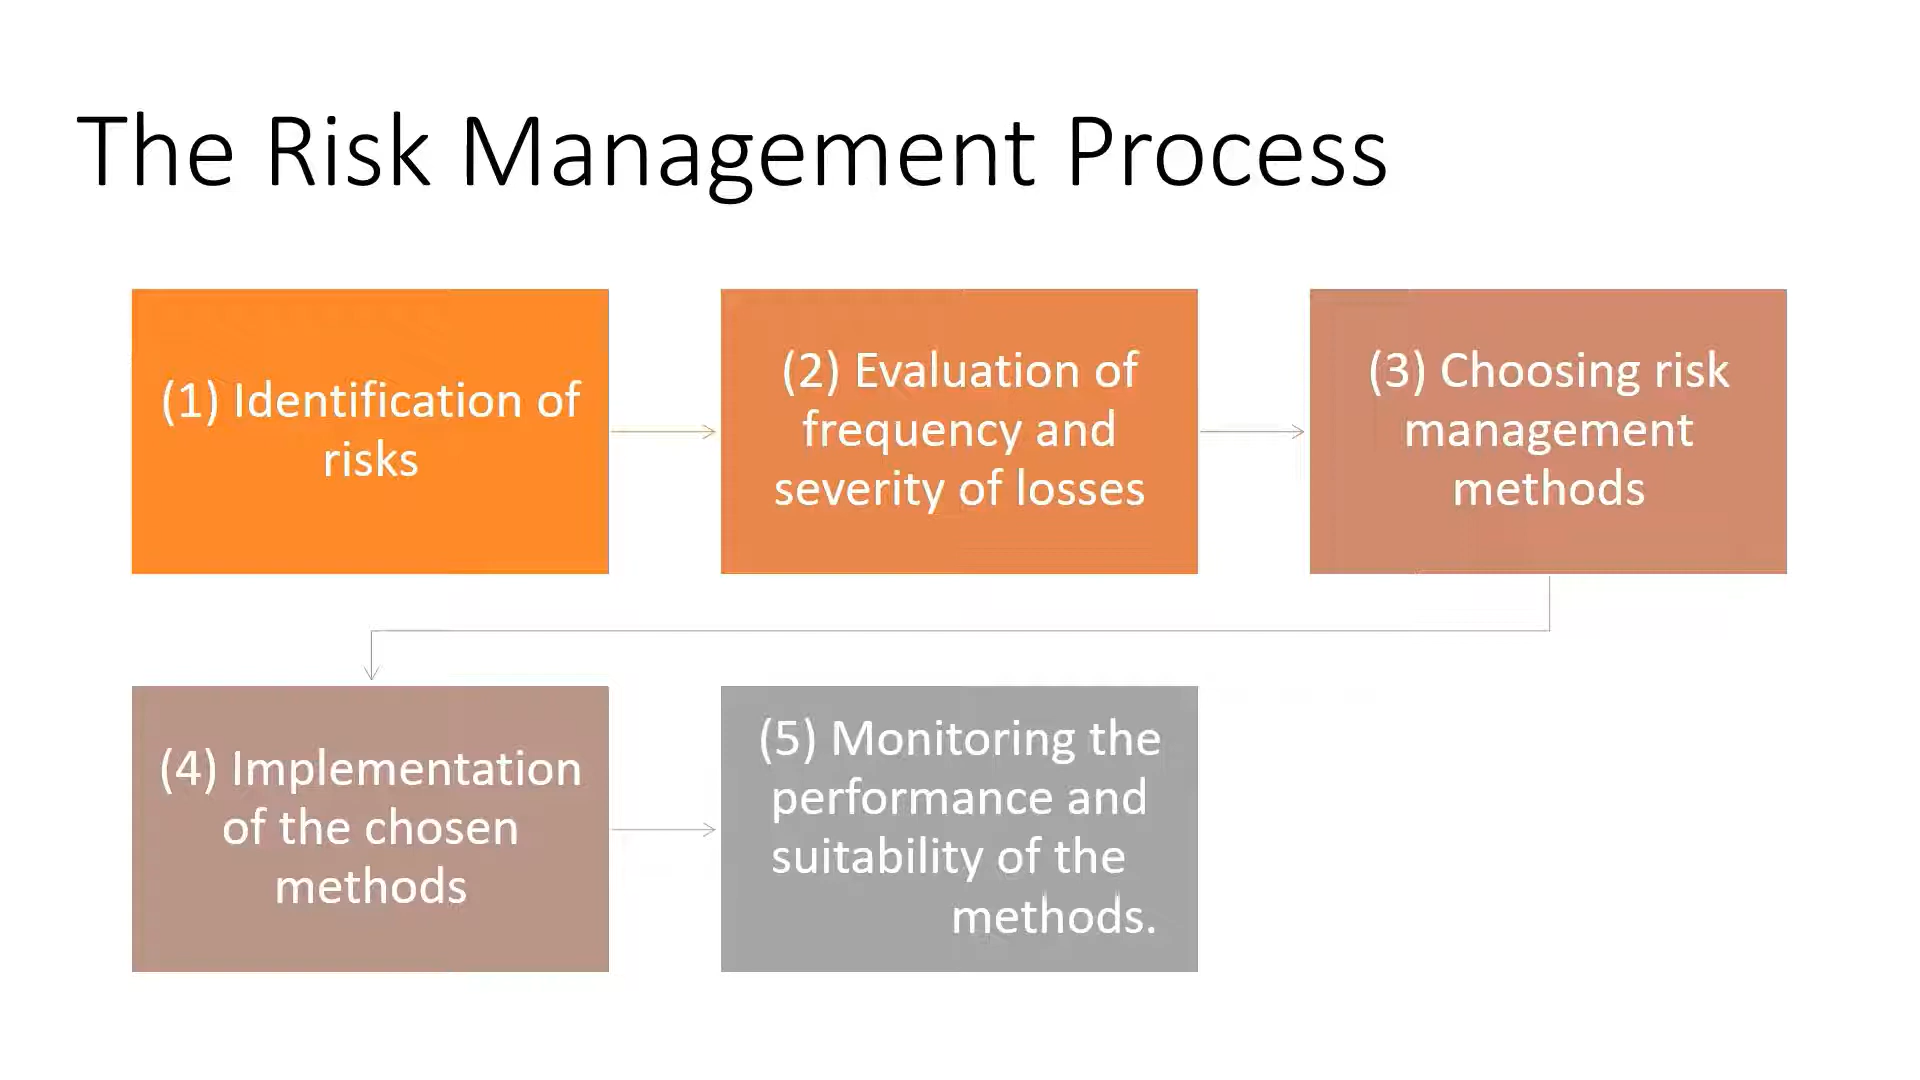 The Risk Management Process
(1) Identification of
risks
(2) Evaluation of
frequency and
severity of losses
(3) Choosing risk
management
methods
(4) Implementation
of the chosen
methods
(5) Monitoring the
performance and
suitability of the
methods.